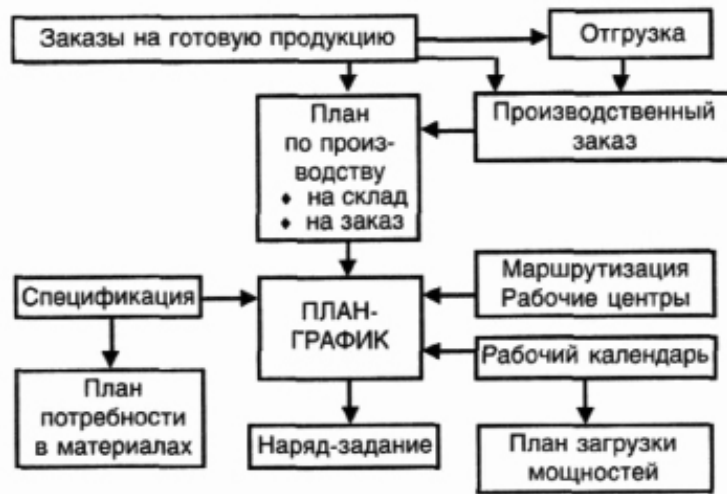 Заказы на готовую продукцию
Отгрузка
План
по произ-
водству
♦ на склад
♦ на заказ
Производственный
заказ
Спецификация
ПЛАН-
ГРАФИК
Маршрутизация
Рабочие центры
Рабочий календарь
План
потребности
в материалах
Наряд-задание
План загрузки
мощностей